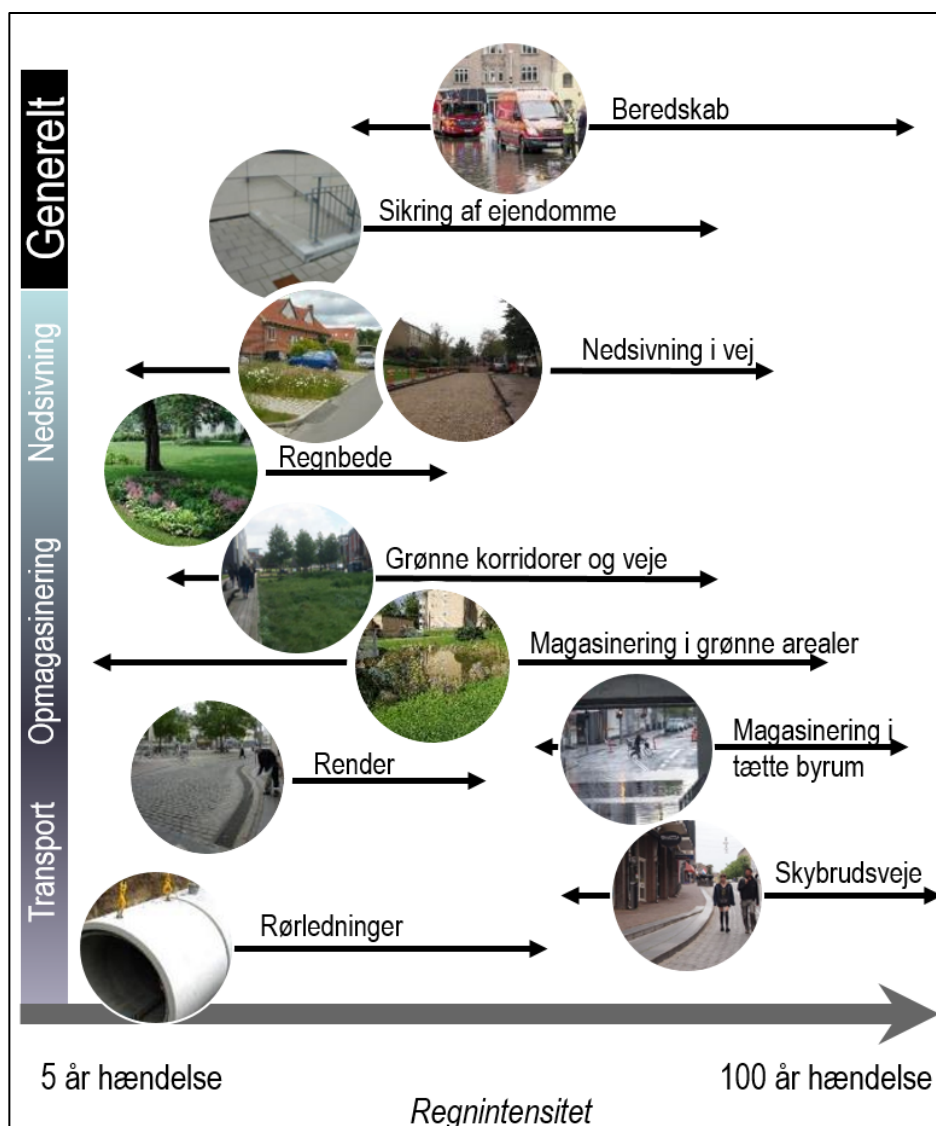 Generelt
Nedsivning
Opmagasinering
Transport
Beredskab
Sikring af ejendomme
Nedsivning i vej
Regnbede
Grønne korridorer og veje
Magasinering i grønne arealer
Render
Magasinering i
tætte byrum
Skybrudsveje
Rørledninger
5 år hændelse
100 år hændelse
Regnintensitet